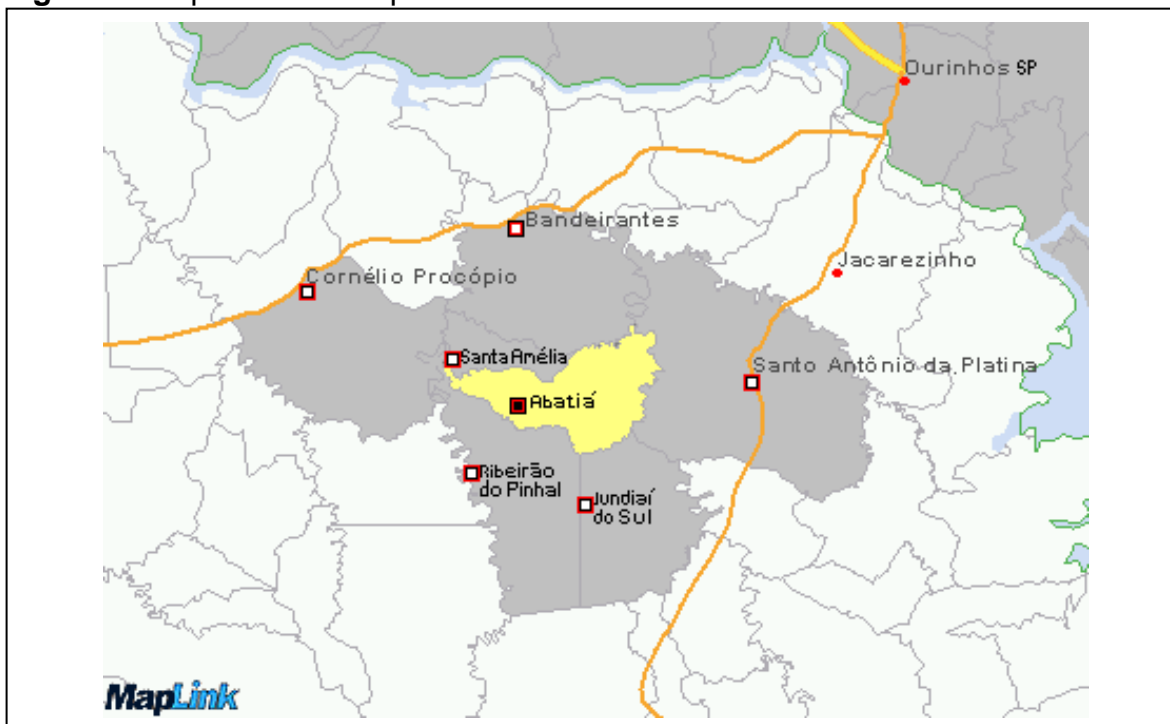 Ourinhos SP
Bandeirantes
Jacarezinho
Cornélio Procópio
Santa Amélia
Santo Antônio da Platina
Abatiá
Ribeirão
do Pinhal
Jundiaí
do Sul
MapLink